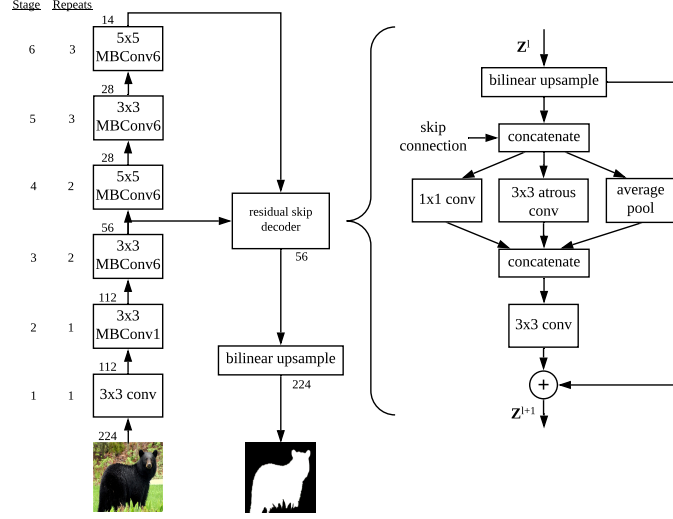 Stage Repeats
14
6 3 5x5
MBConv6
28
5 3 3x3
MBConv6
28
4 2 5x5
MBConv6
56
3 2 3x3
MBConv6
112
2 1 3x3
MBConv1
112
1 1 3x3 conv
224
residual skip
decoder
56
bilinear upsample
224
Zˡ
bilinear upsample
skip
connection
concatenate
1x1 conv
3x3 atrous
conv
average
pool
concatenate
3x3 conv
+
Zˡ⁺¹